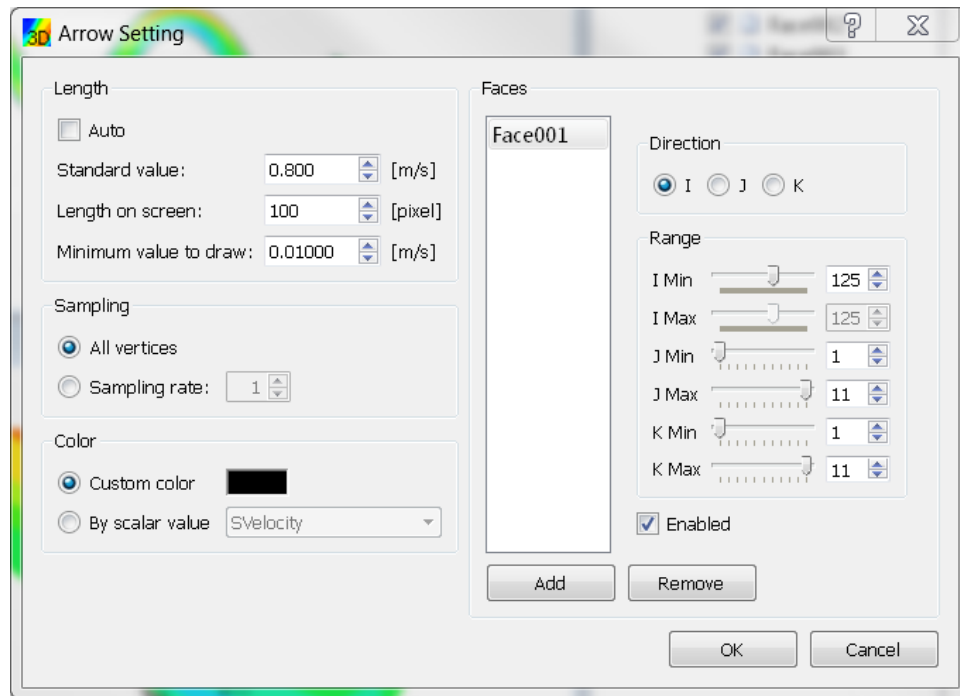 3D Arrow Setting
Length
Auto
Standard value: 0.800 [m/s]
Length on screen: 100 [pixel]
Minimum value to draw: 0.01000 [m/s]
Sampling
All vertices
Sampling rate: 1
Color
Custom color
By scalar value SVelocity
Faces
Face001
Direction
I J K
Range
I Min 125
I Max 125
J Min 1
J Max 11
K Min 1
K Max 11
Enabled
Add Remove
OK Cancel